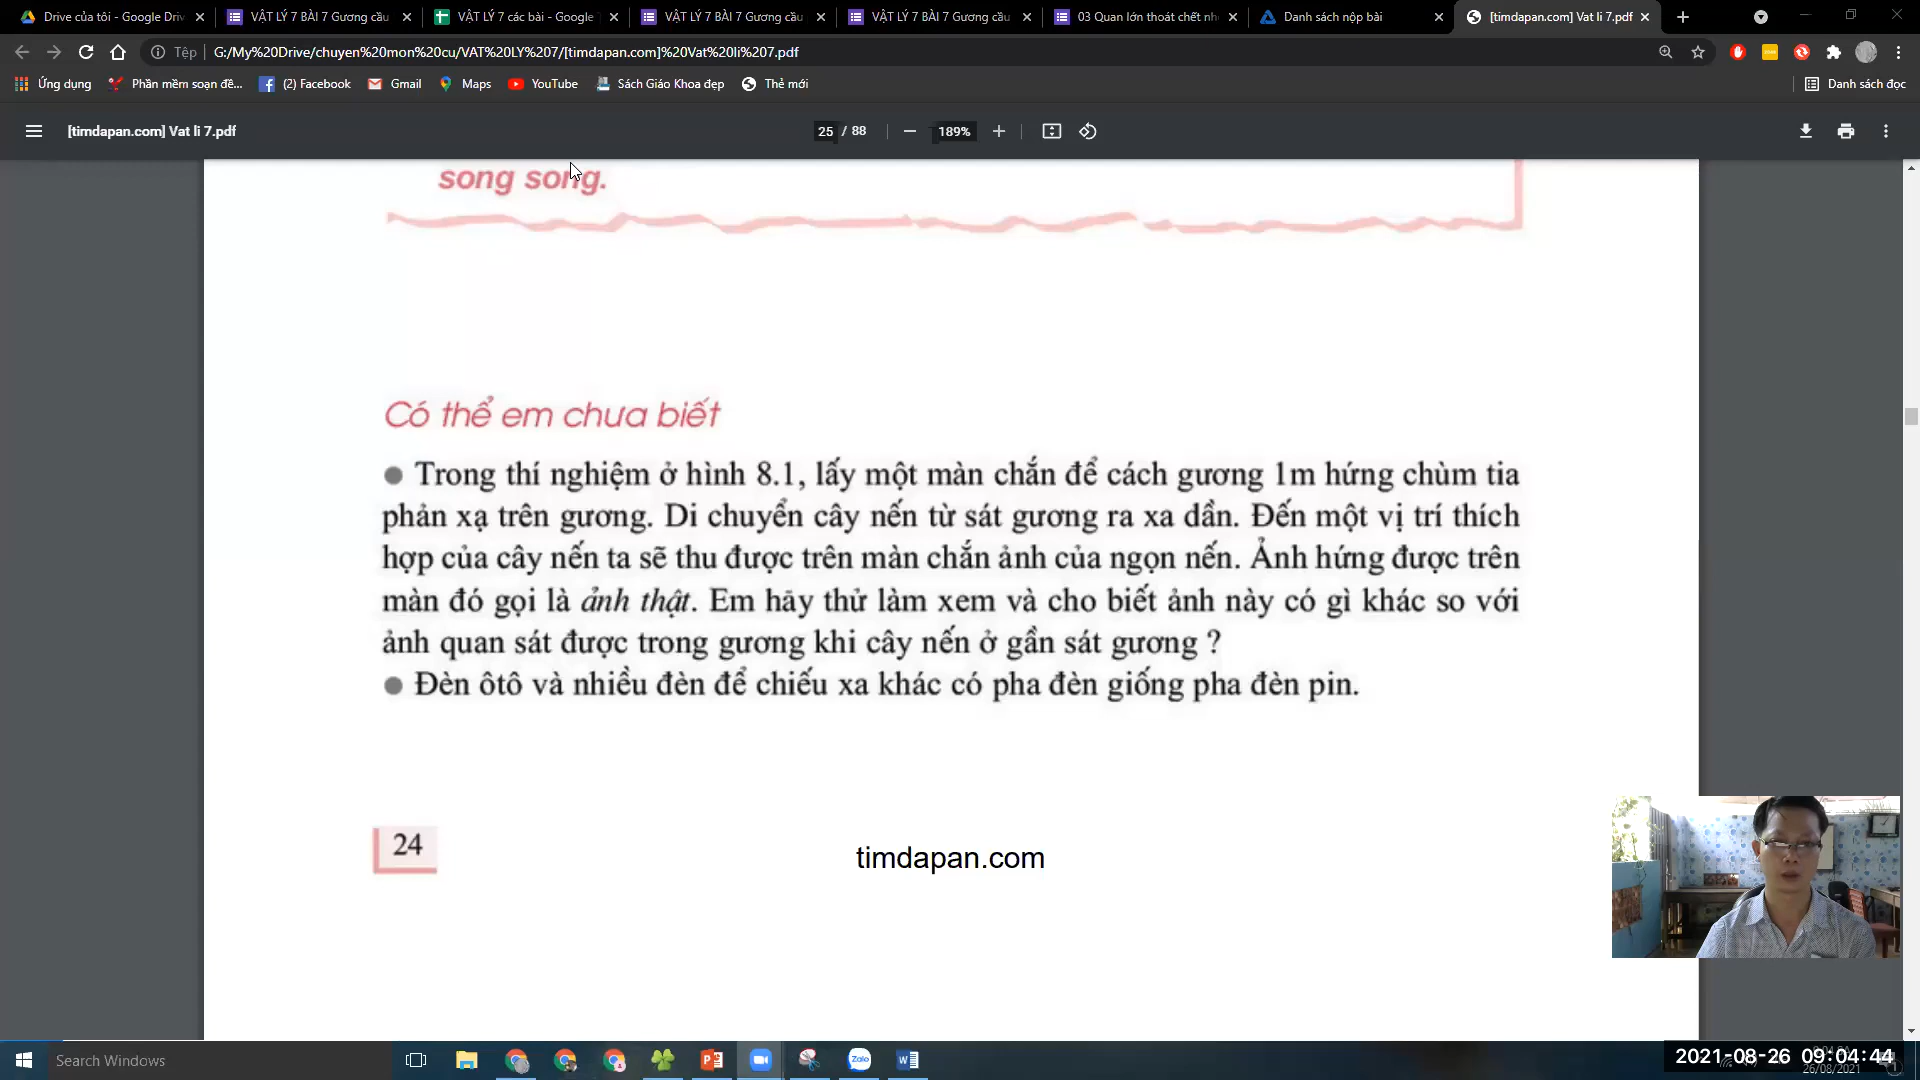 Drive của tôi - Google Driv
VẬT LÝ 7 BÀI 7 Gương cầu
VẬT LÝ 7 các bài - Google T
VẬT LÝ 7 BÀI 7 Gương cầu
VẬT LÝ 7 BÀI 7 Gương cầu
03 Quan lớn thoát chết nh
Danh sách nộp bài
[timdapan.com] Vat li 7.pdf
Tệp
G:/My%20Drive/chuyen%20mon%20cu/VAT%20LY%207/[timdapan.com]%20Vat%20li%207.pdf
Ứng dụng
Phần mềm soạn đề...
(2) Facebook
Gmail
Maps
YouTube
Sách Giáo Khoa đẹp
Thẻ mới
Danh sách đọc
[timdapan.com] Vat li 7.pdf
25 / 88
189%
song song.
Có thể em chưa biết
● Trong thí nghiệm ở hình 8.1, lấy một màn chắn để cách gương 1m hứng chùm tia
phản xạ trên gương. Di chuyển cây nến từ sát gương ra xa dần. Đến một vị trí thích
hợp của cây nến ta sẽ thu được trên màn chắn ảnh của ngọn nến. Ảnh hứng được trên
màn đó gọi là ảnh thật. Em hãy thử làm xem và cho biết ảnh này có gì khác so với
ảnh quan sát được trong gương khi cây nến ở gần sát gương ?
● Đèn ôtô và nhiều đèn để chiếu xa khác có pha đèn giống pha đèn pin.
24
timdapan.com
Search Windows
Zalo
2021-08-26 09:04:44
26/08/2021